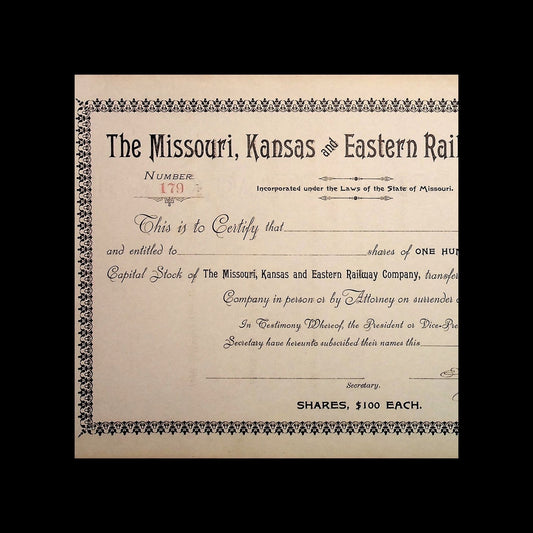 The Missouri, Kansas and Eastern Rail
NUMBER
179
Incorporated under the Laws of the State of Missouri.
This is to Certify that
and entitled to shares of ONE HUN
Capital Stock of The Missouri, Kansas and Eastern Railway Company, transfer
Company in person or by Attorney on surrender
In Testimony Whereof, the President or Vice-Pre
Secretary have hereunto subscribed their names this
Secretary.
SHARES, $100 EACH.